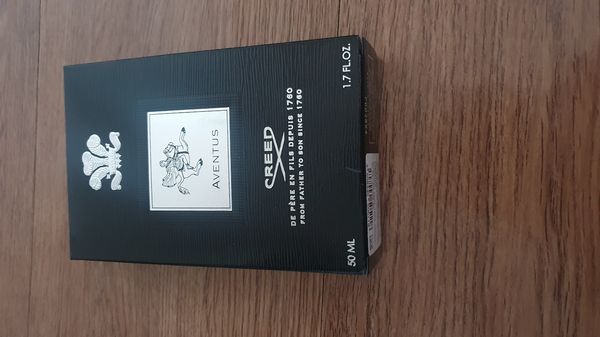 AVENTUS
CREED
DE PÈRE EN FILS DEPUIS 1760
FROM FATHER TO SON SINCE 1760
50 ML 1.7 FL.OZ.